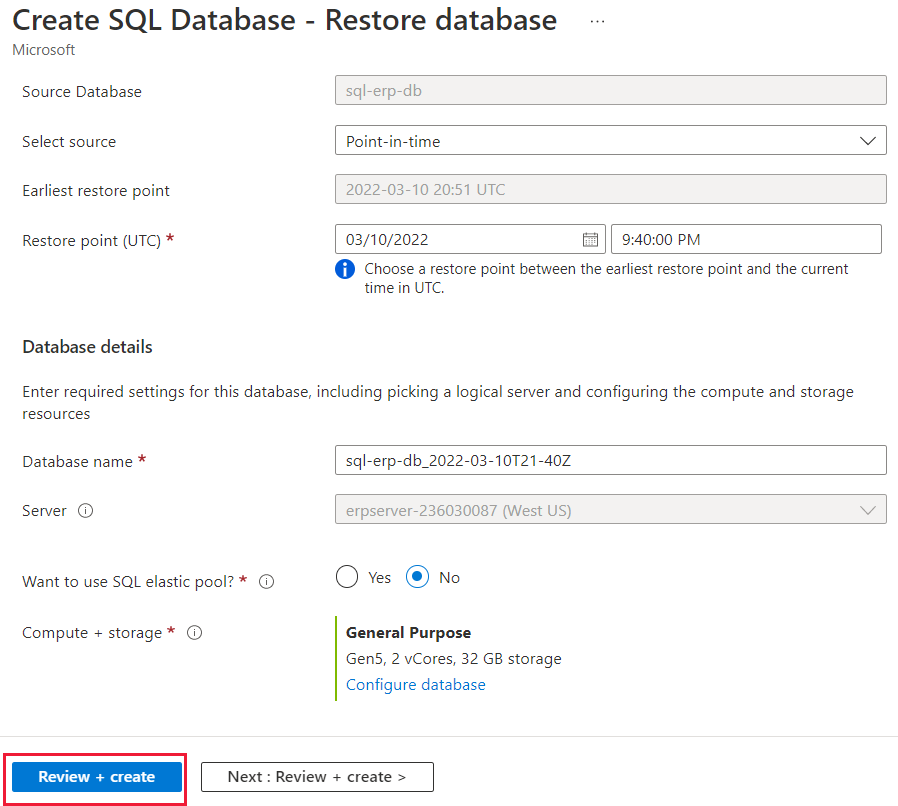 Create SQL Database - Restore database ...
Microsoft
Source Database sql-erp-db
Select source Point-in-time
Earliest restore point 2022-03-10 20:51 UTC
Restore point (UTC) * 03/10/2022 9:40:00 PM
Choose a restore point between the earliest restore point and the current
time in UTC.
Database details
Enter required settings for this database, including picking a logical server and configuring the compute and storage
resources
Database name * sql-erp-db_2022-03-10T21-40Z
Server erpserver-236030087 (West US)
Want to use SQL elastic pool? * Yes No
Compute + storage * General Purpose
Gen5, 2 vCores, 32 GB storage
Configure database
Review + create Next : Review + create >